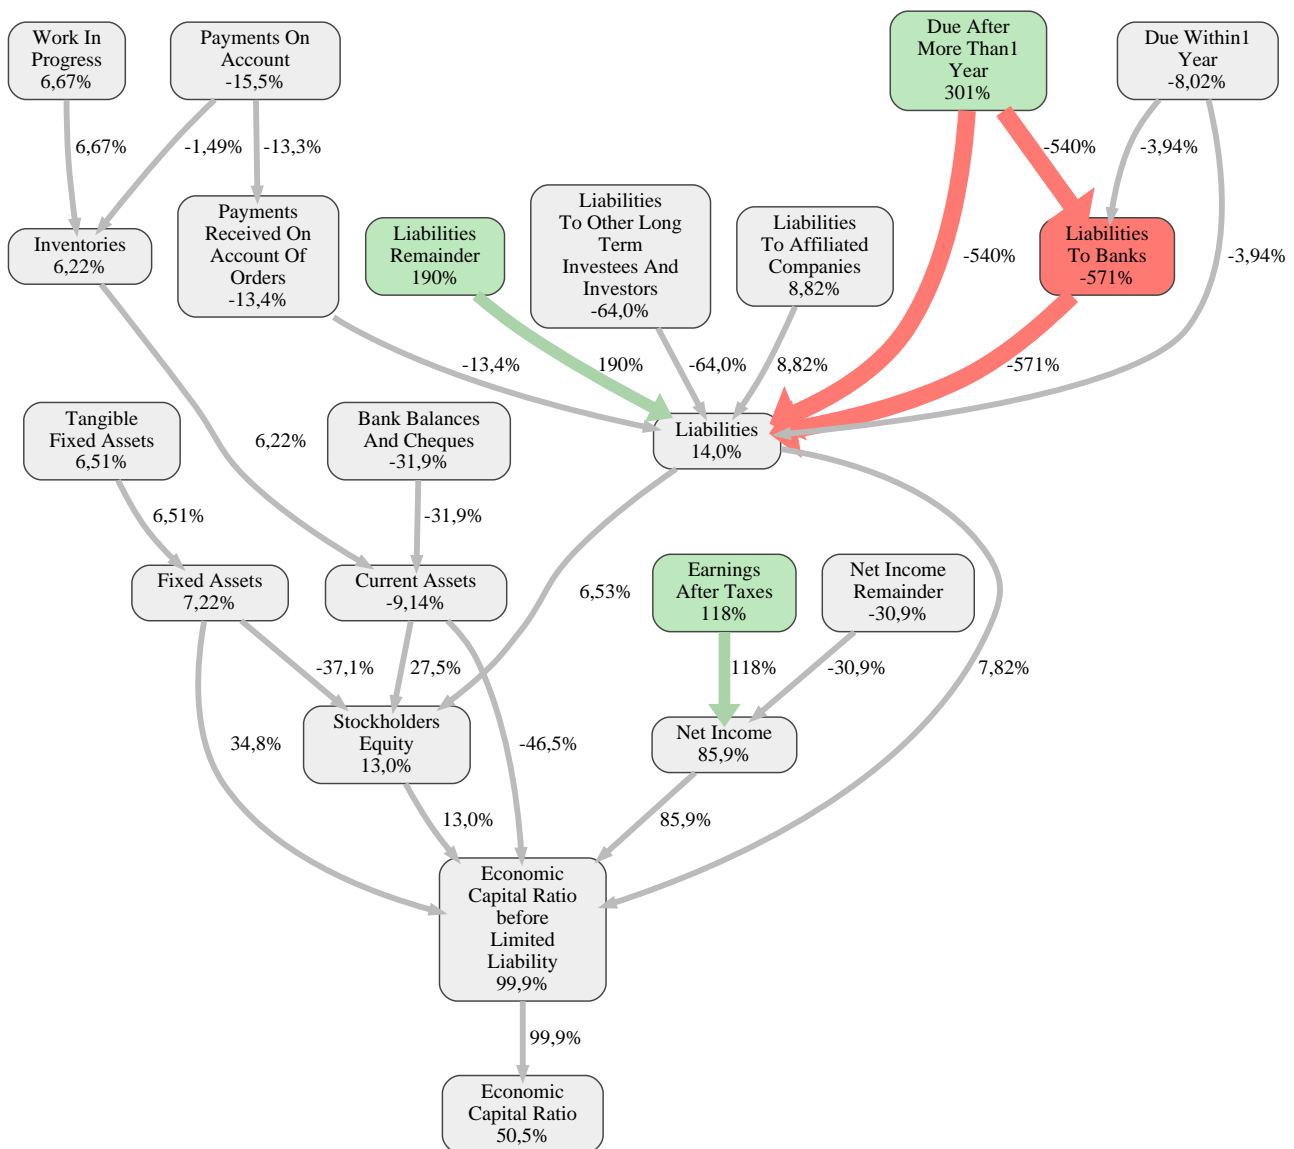 Work In
Progress
6,67%
Payments On
Account
-15,5%
Due After
More Than1
Year
301%
Due Within1
Year
-8,02%
6,67%
-1,49%
-13,3%
-540%
-3,94%
Payments
Received On
Account Of
Orders
-13,4%
Liabilities
Remainder
190%
Liabilities
To Other Long
Term
Investees And
Investors
-64,0%
Liabilities
To Affiliated
Companies
8,82%
Liabilities
To Banks
-571%
Inventories
6,22%
-540%
-3,94%
-13,4%
190%
-64,0%
8,82%
-571%
Tangible
Fixed Assets
6,51%
6,22%
Bank Balances
And Cheques
-31,9%
Liabilities
14,0%
6,51%
-31,9%
Fixed Assets
7,22%
Current Assets
-9,14%
6,53%
Earnings
After Taxes
118%
Net Income
Remainder
-30,9%
-37,1%
27,5%
118%
-30,9%
7,82%
34,8%
Stockholders
Equity
13,0%
-46,5%
Net Income
85,9%
13,0%
85,9%
Economic
Capital Ratio
before
Limited
Liability
99,9%
99,9%
Economic
Capital Ratio
50,5%